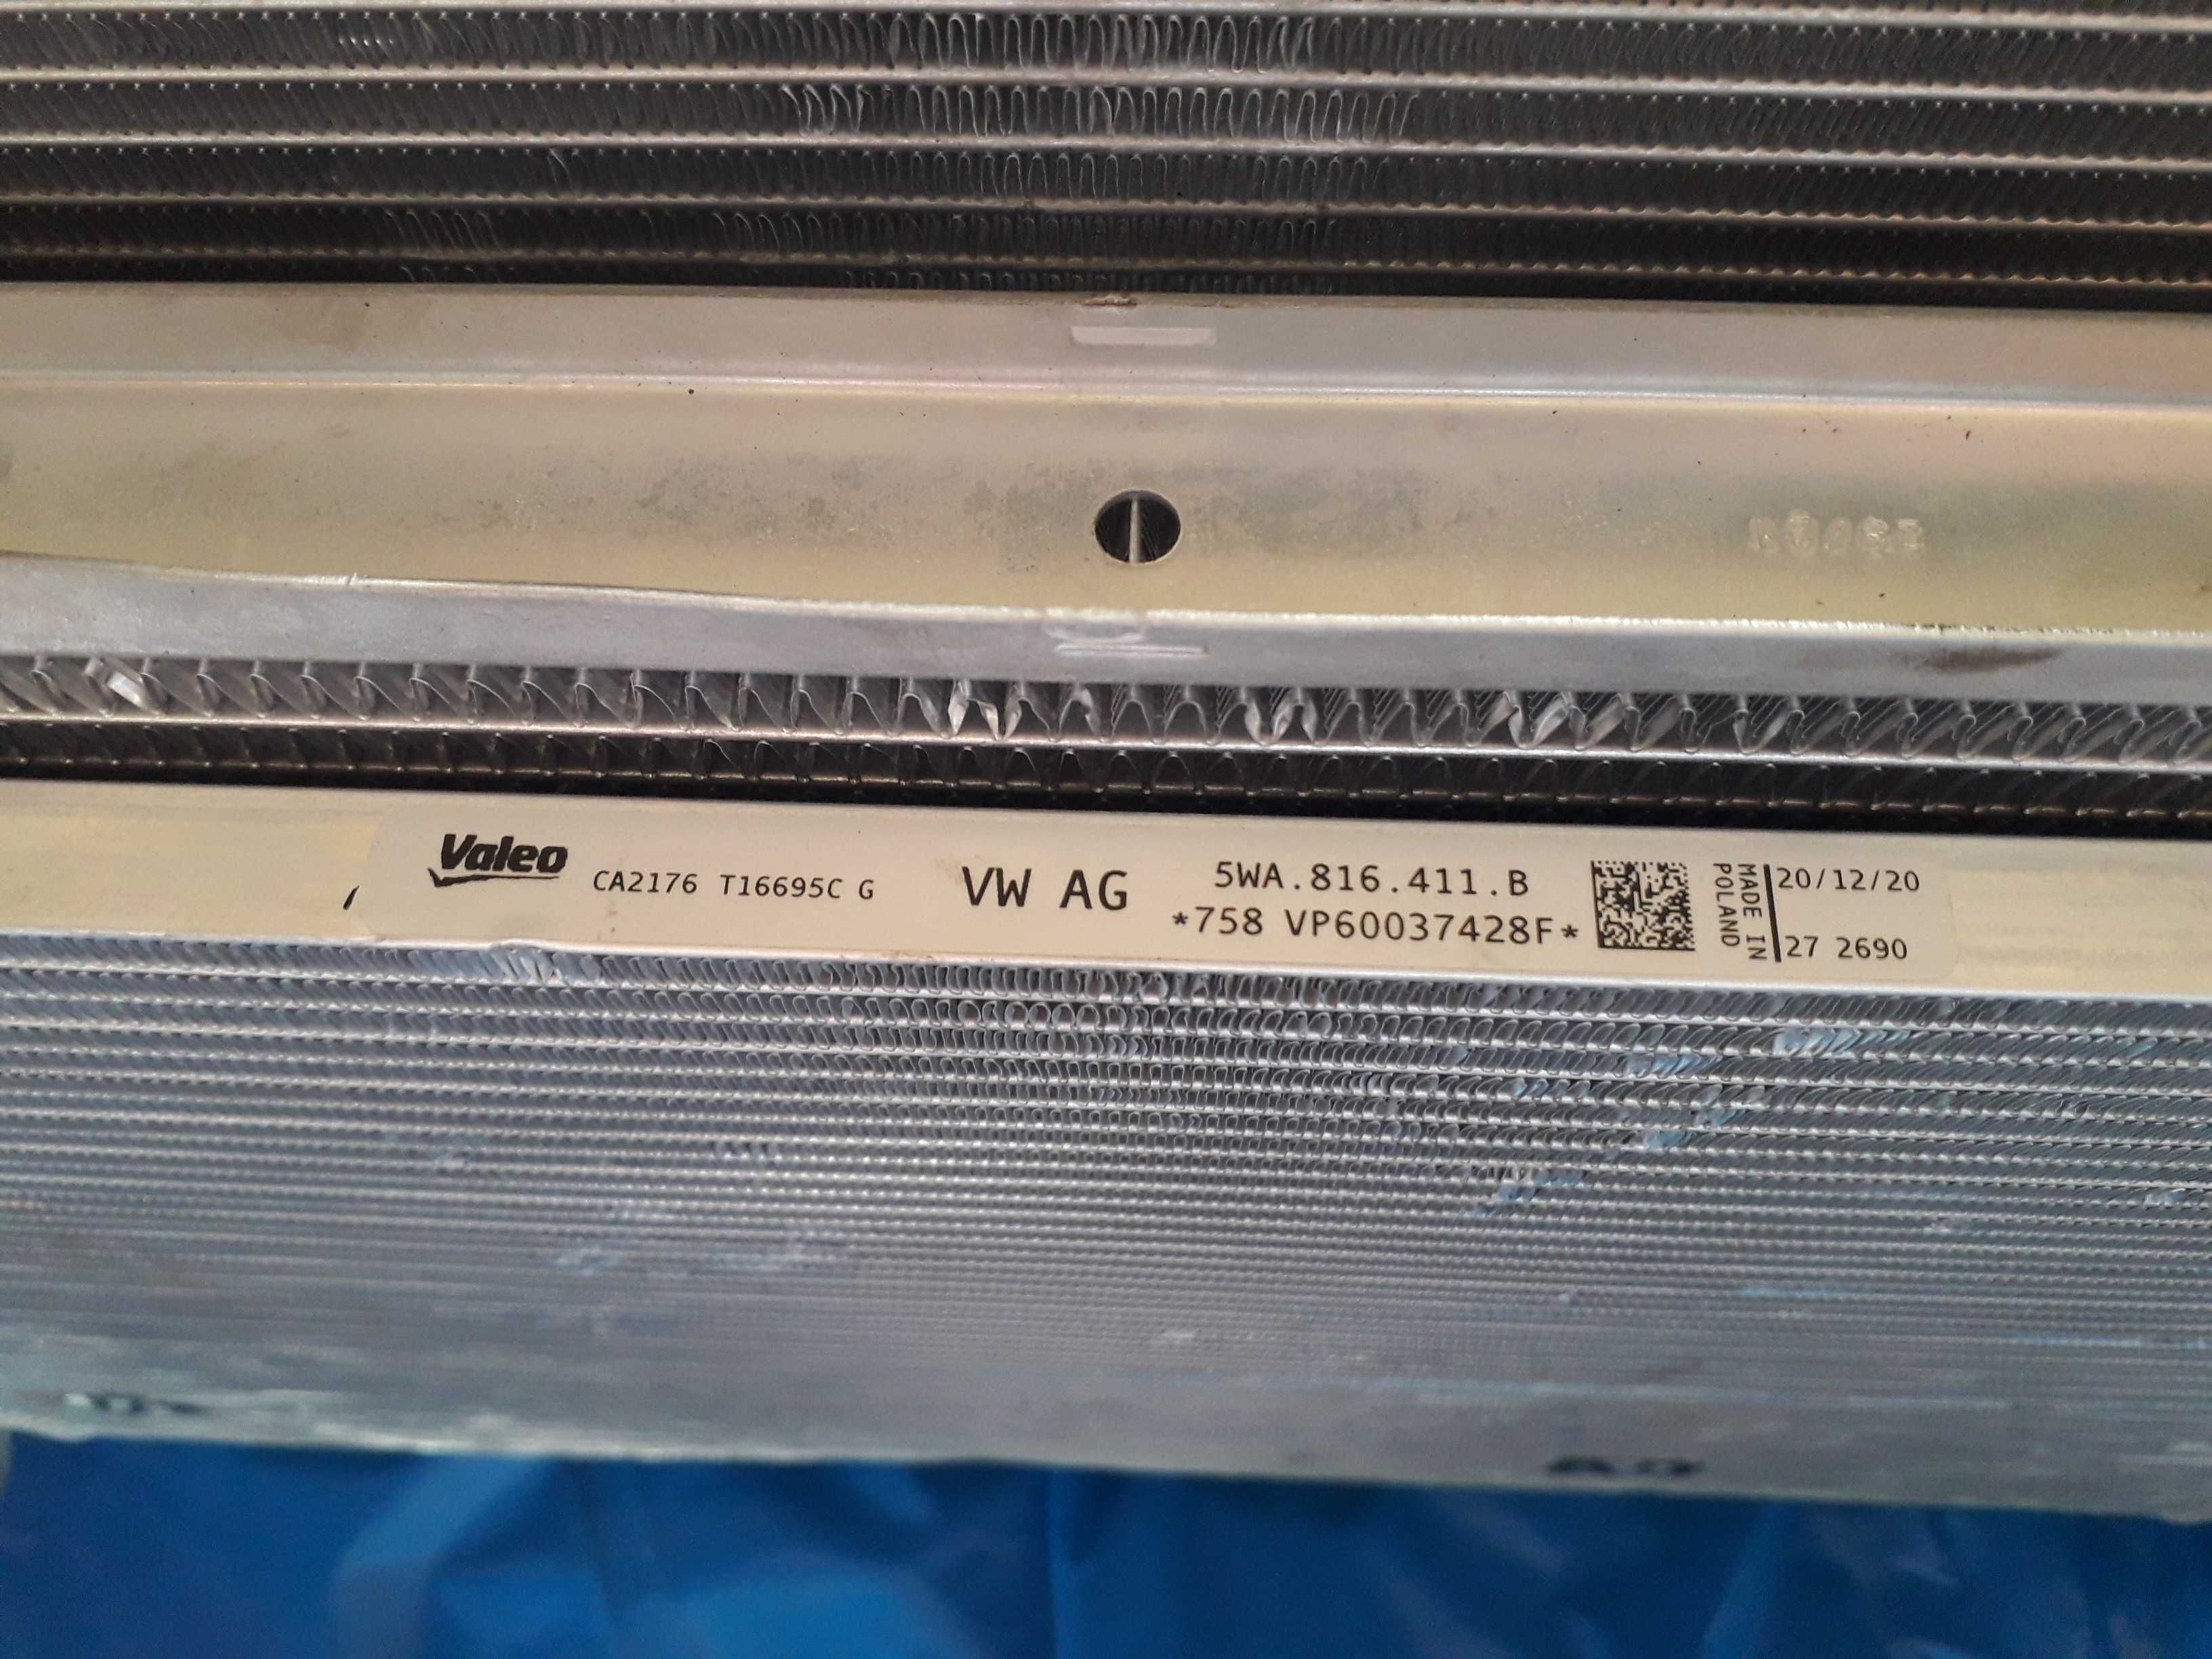 Valeo CA2176 T16695C G VW AG 5WA.816.411.B
*758 VP60037428F*
MADE IN
POLAND
20/12/20
27 2690